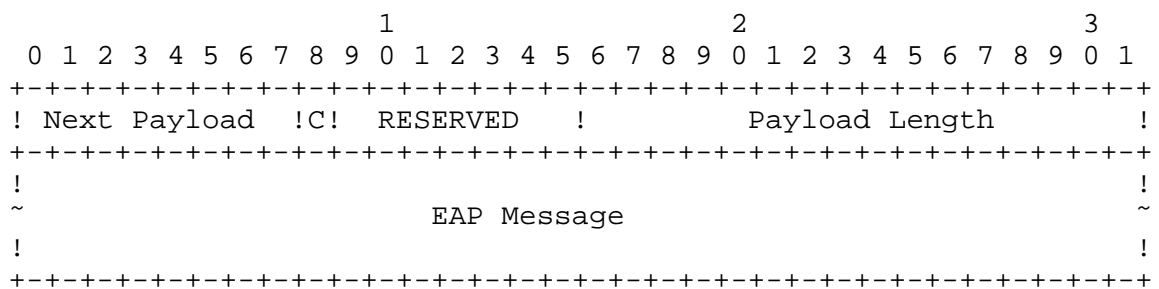 1                   2                   3
 0 1 2 3 4 5 6 7 8 9 0 1 2 3 4 5 6 7 8 9 0 1 2 3 4 5 6 7 8 9 0 1
+-+-+-+-+-+-+-+-+-+-+-+-+-+-+-+-+-+-+-+-+-+-+-+-+-+-+-+-+-+-+-+-+
! Next Payload  !C!  RESERVED   !         Payload Length        !
+-+-+-+-+-+-+-+-+-+-+-+-+-+-+-+-+-+-+-+-+-+-+-+-+-+-+-+-+-+-+-+-+
!                                                               !
~                       EAP Message                             ~
!                                                               !
+-+-+-+-+-+-+-+-+-+-+-+-+-+-+-+-+-+-+-+-+-+-+-+-+-+-+-+-+-+-+-+-+